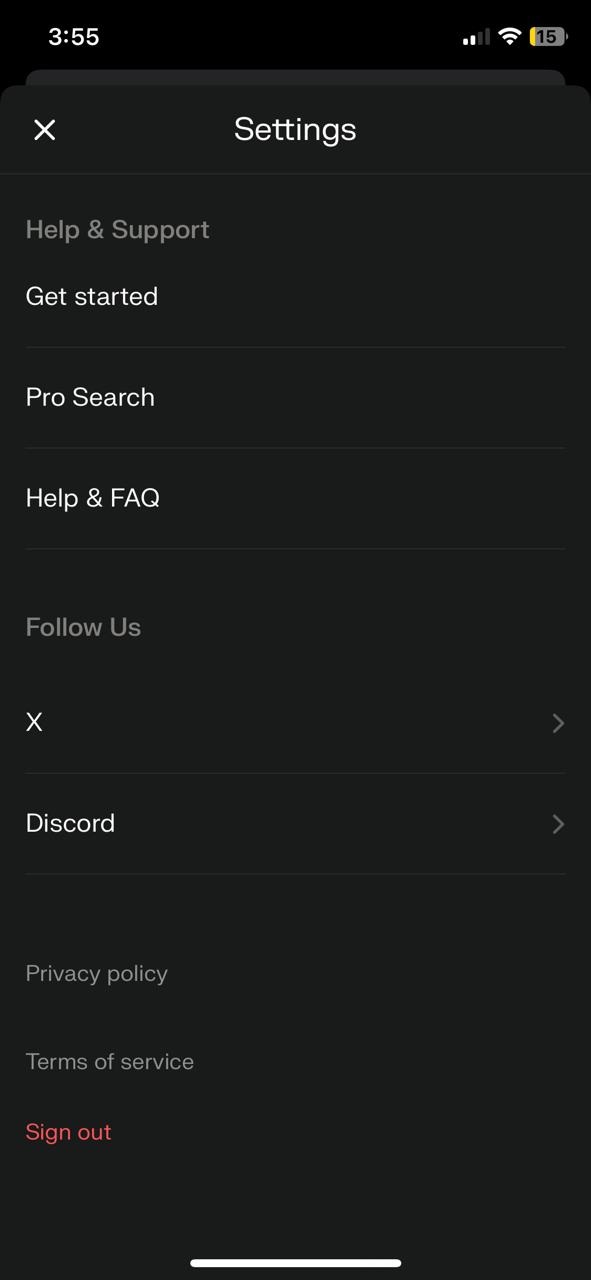 3:55
15
Settings
Help & Support
Get started
Pro Search
Help & FAQ
Follow Us
X
Discord
Privacy policy
Terms of service
Sign out